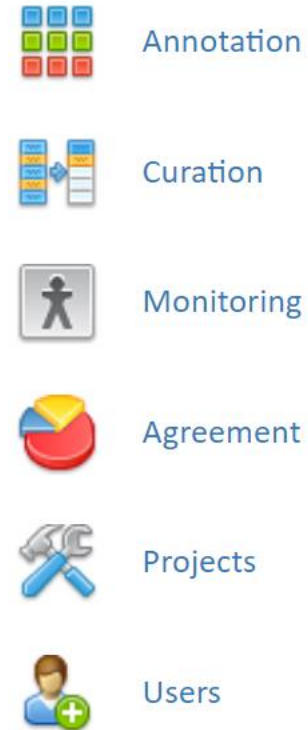 Annotation
Curation
Monitoring
Agreement
Projects
Users